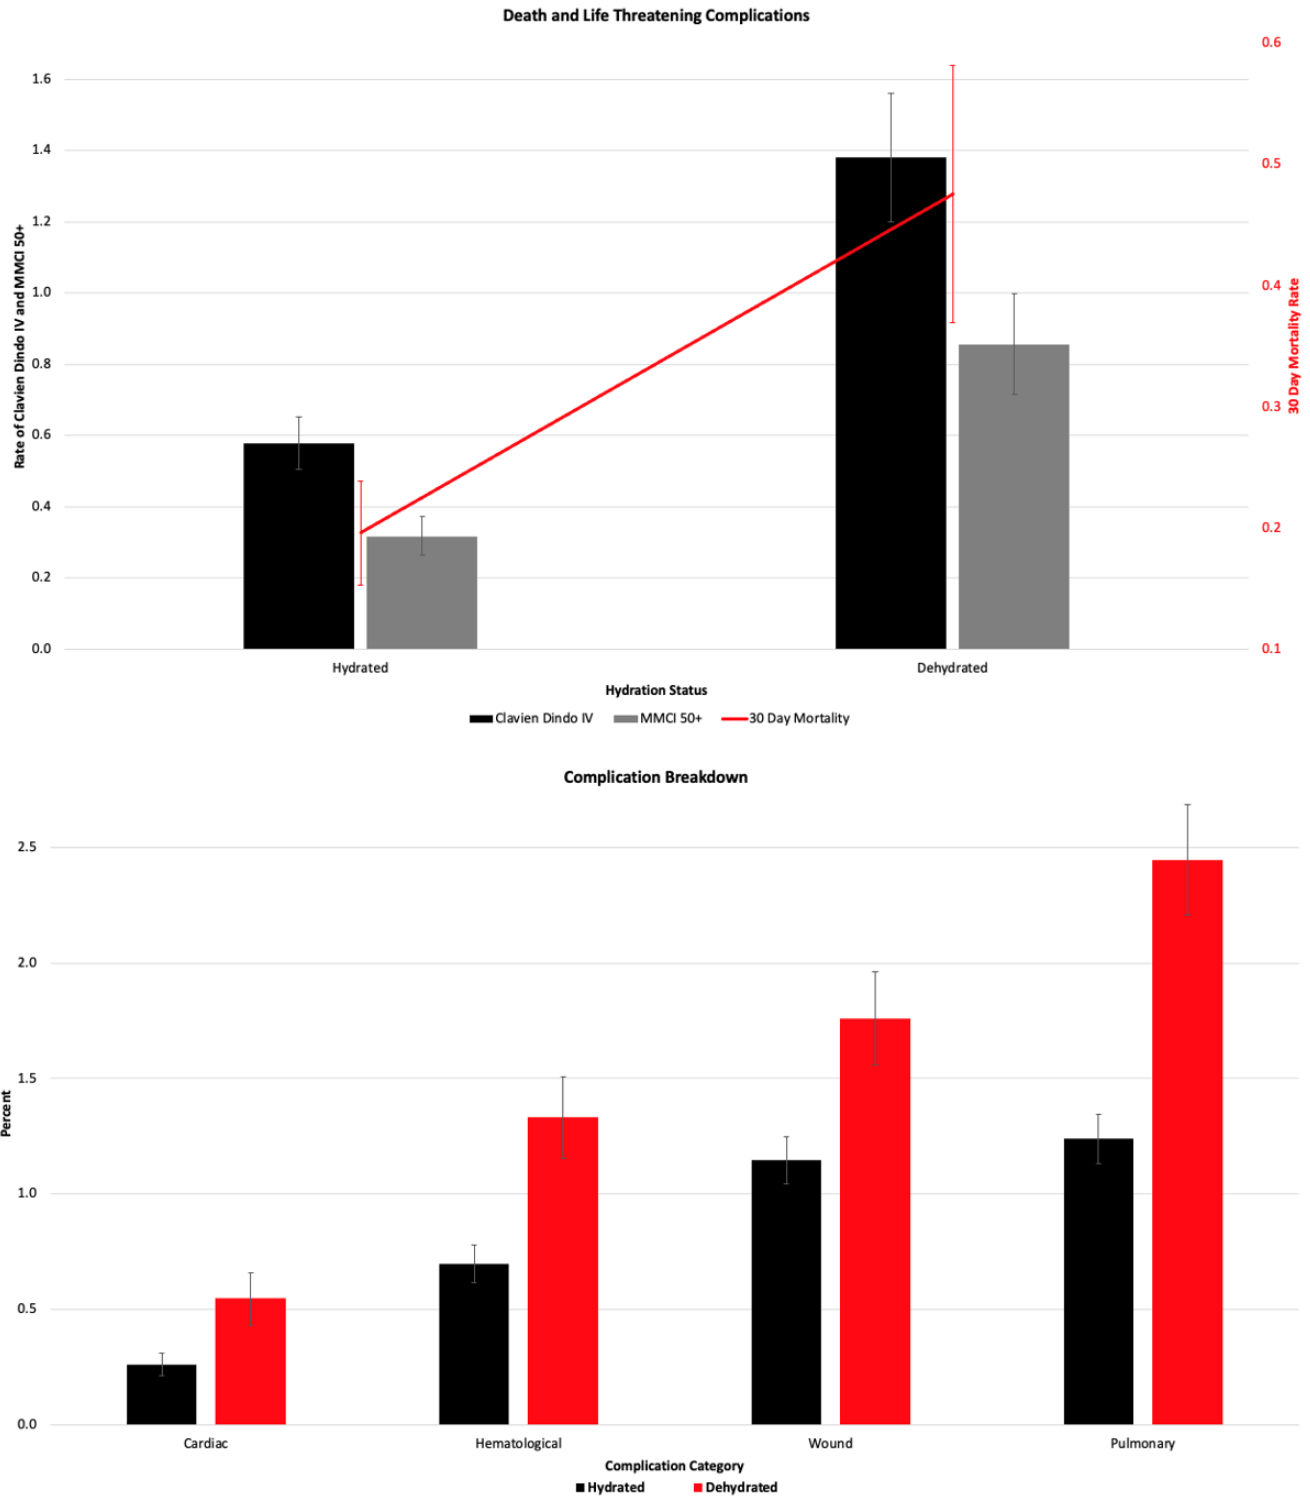 Death and Life Threatening Complications
0.6
1.6
1.4
0.5
1.2
1.0
0.4
0.8
0.3
0.6
0.4
0.2
0.2
0.0
0.1
Rate of Clavien Dindo IV and MMCI 50+
30 Day Mortality Rate
Hydrated
Dehydrated
Hydration Status
Clavien Dindo IV
MMCI 50+
30 Day Mortality
Complication Breakdown
2.5
2.0
1.5
1.0
0.5
0.0
Percent
Cardiac
Hematological
Wound
Pulmonary
Complication Category
Hydrated
Dehydrated